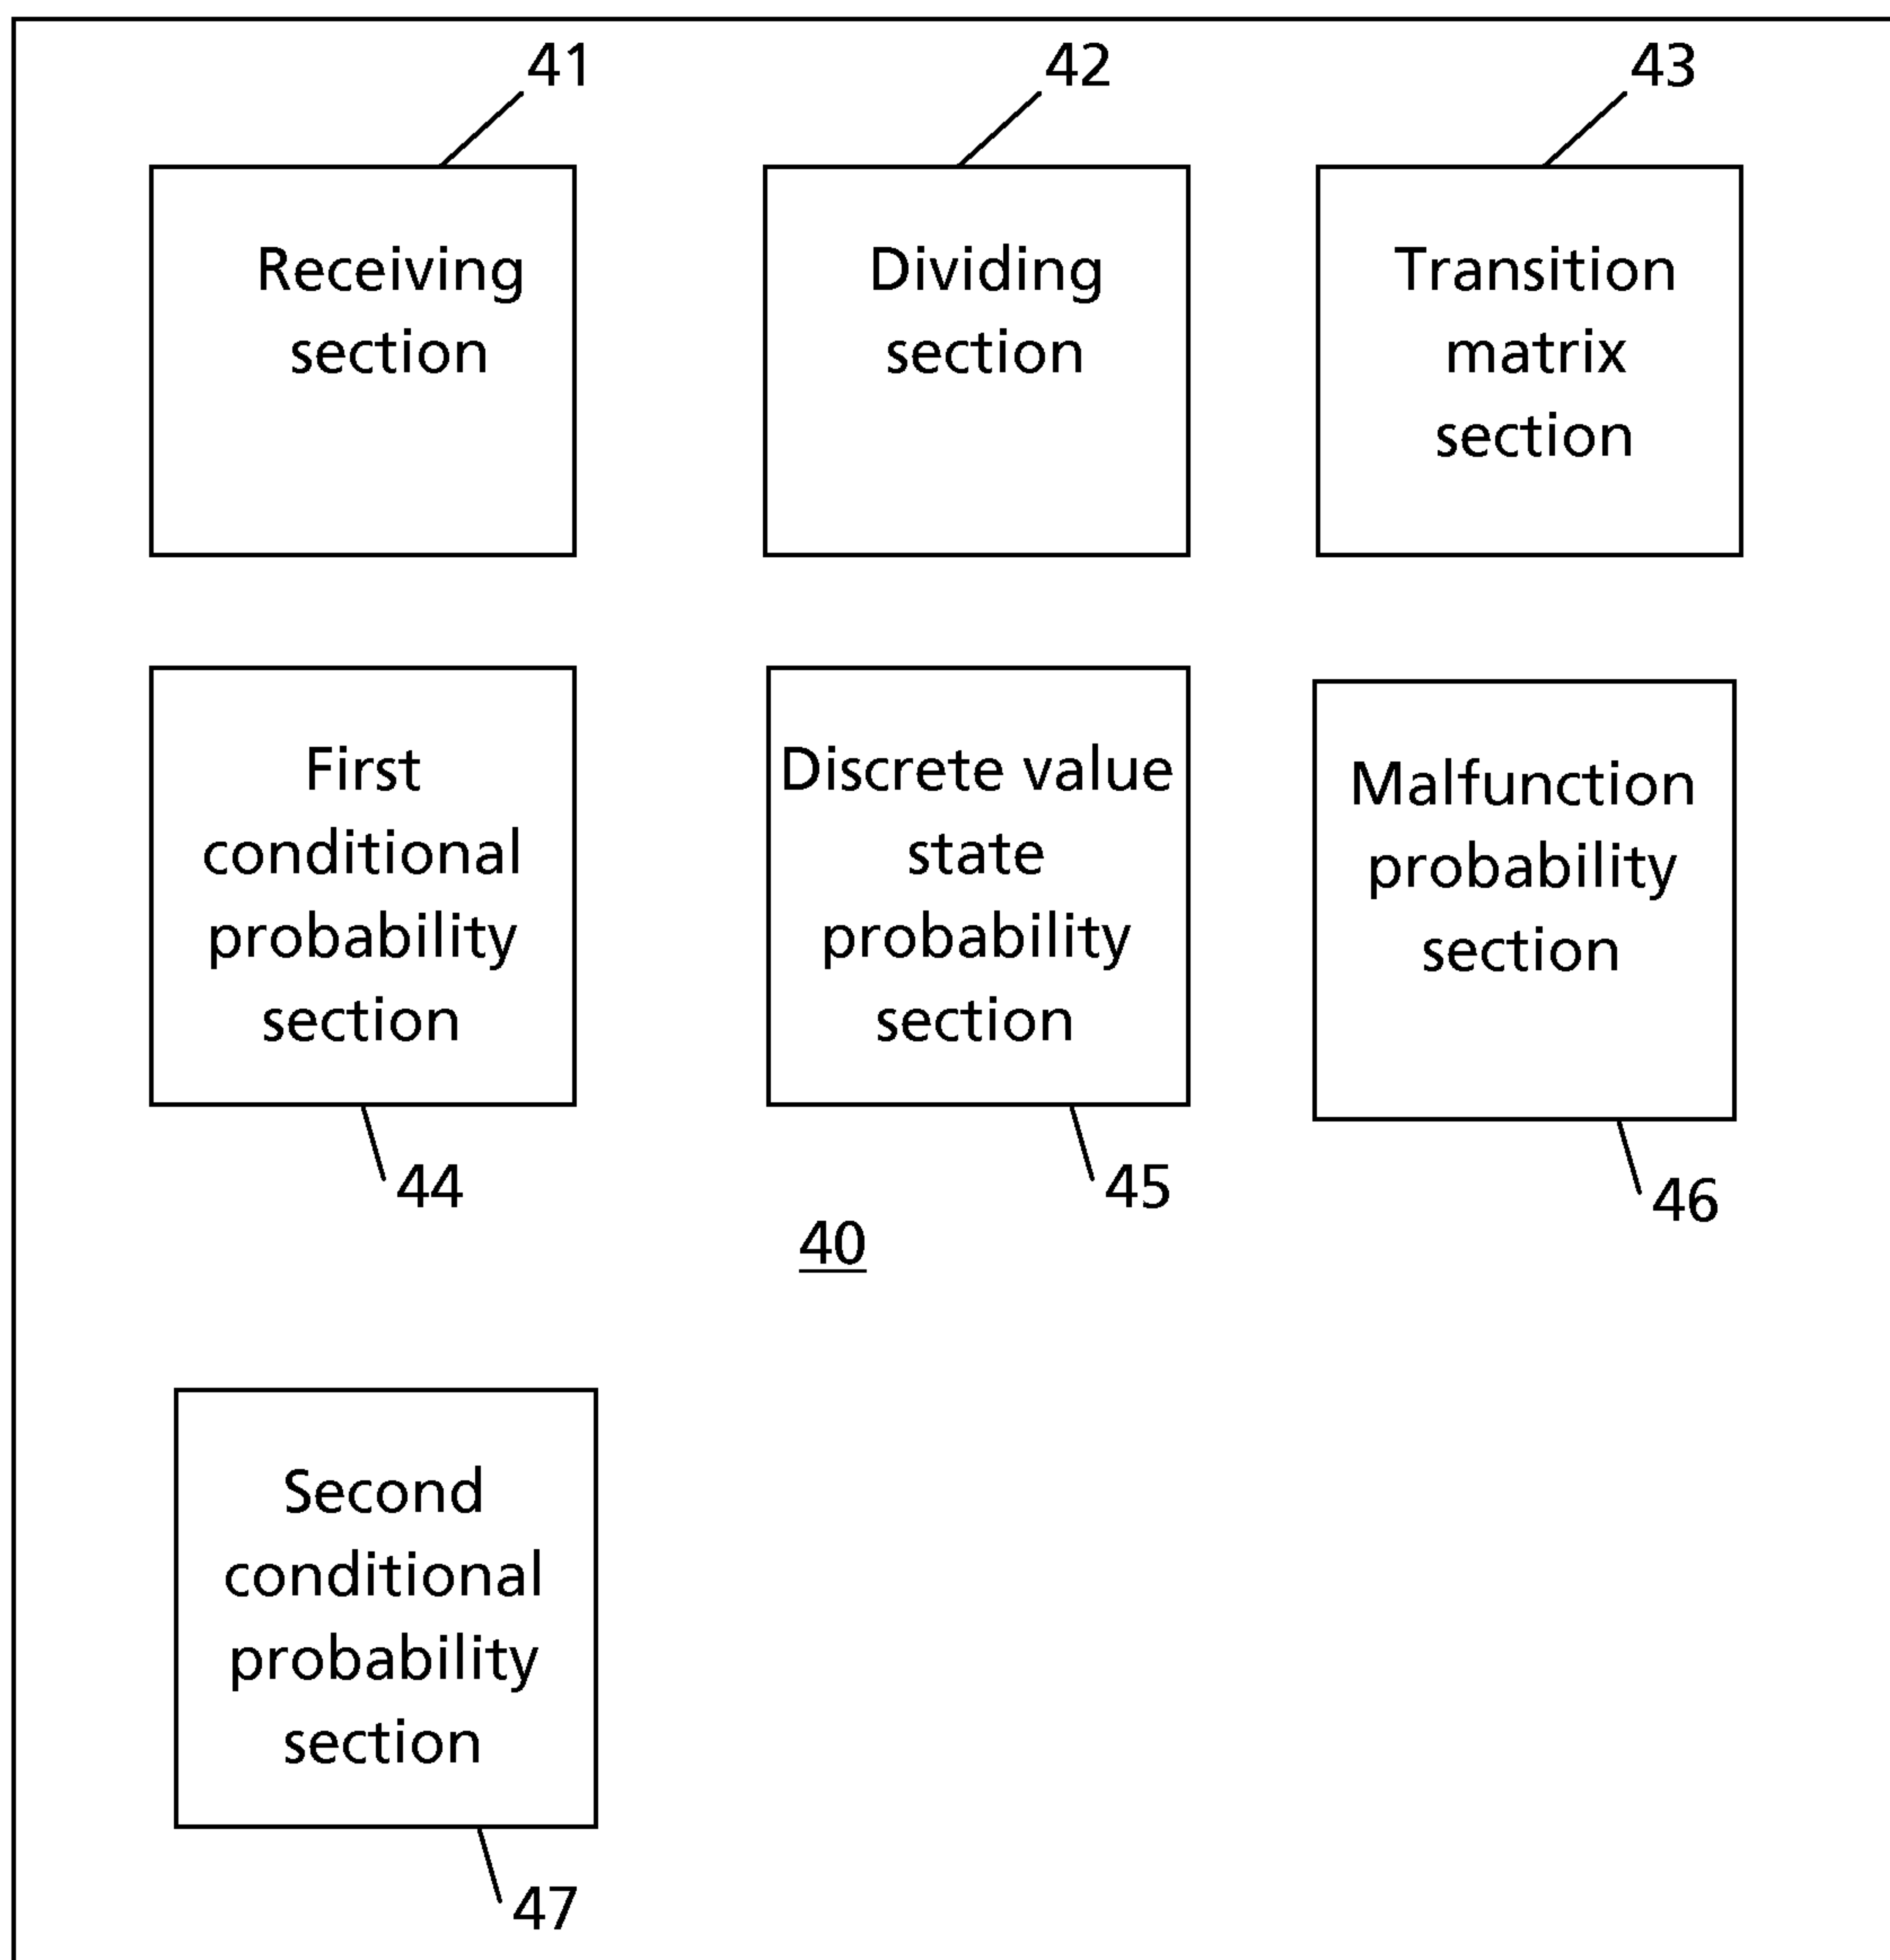 41
42
43
Receiving
section
Dividing
section
Transition
matrix
section
First
conditional
probability
section
Discrete value
state
probability
section
Malfunction
probability
section
44
45
46
40
Second
conditional
probability
section
47